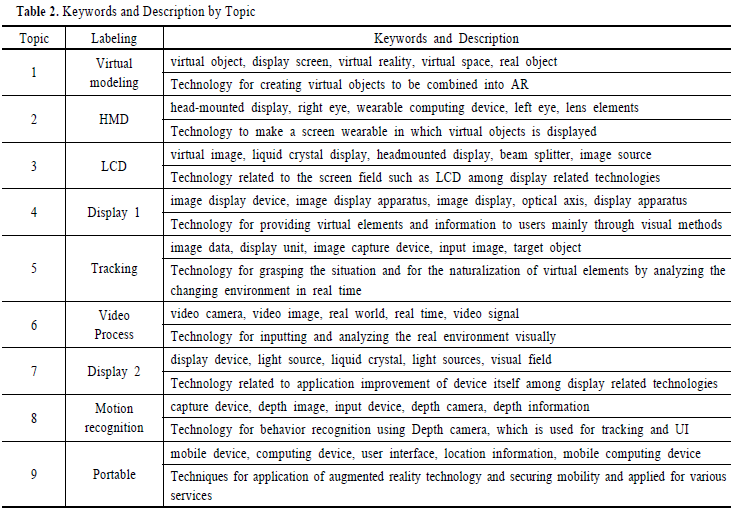 Table 2. Keywords and Description by Topic
Topic Labeling Keywords and Description
1 Virtual modeling virtual object, display screen, virtual reality, virtual space, real object
Technology for creating virtual objects to be combined into AR
2 HMD head-mounted display, right eye, wearable computing device, left eye, lens elements
Technology to make a screen wearable in which virtual objects is displayed
3 LCD virtual image, liquid crystal display, headmounted display, beam splitter, image source
Technology related to the screen field such as LCD among display related technologies
4 Display 1 image display device, image display apparatus, image display, optical axis, display apparatus
Technology for providing virtual elements and information to users mainly through visual methods
5 Tracking image data, display unit, image capture device, input image, target object
Technology for grasping the situation and for the naturalization of virtual elements by analyzing the
changing environment in real time
6 Video Process video camera, video image, real world, real time, video signal
Technology for inputting and analyzing the real environment visually
7 Display 2 display device, light source, liquid crystal, light sources, visual field
Technology related to application improvement of device itself among display related technologies
8 Motion recognition capture device, depth image, input device, depth camera, depth information
Technology for behavior recognition using Depth camera, which is used for tracking and UI
9 Portable mobile device, computing device, user interface, location information, mobile computing device
Techniques for application of augmented reality technology and securing mobility and applied for various
services